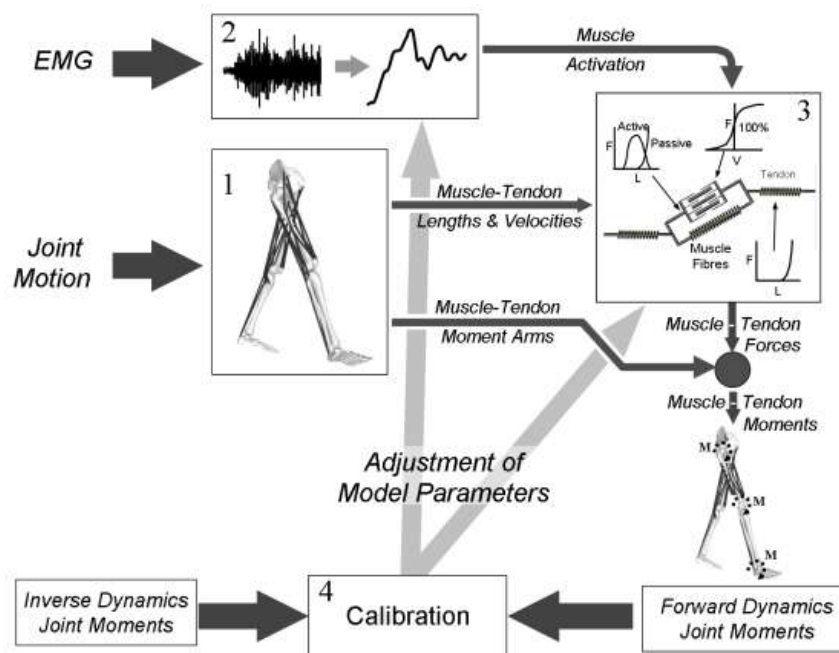 2
EMG
Muscle
Activation
3
Active
Passive
F
L
F
100%
V
Tendon
Muscle
Fibres
F
L
1
Joint
Motion
Muscle-Tendon
Lengths & Velocities
Muscle-Tendon
Moment Arms
Muscle - Tendon
Forces
Muscle - Tendon
Moments
M
M
M
Adjustment of
Model Parameters
4
Calibration
Inverse Dynamics
Joint Moments
Forward Dynamics
Joint Moments